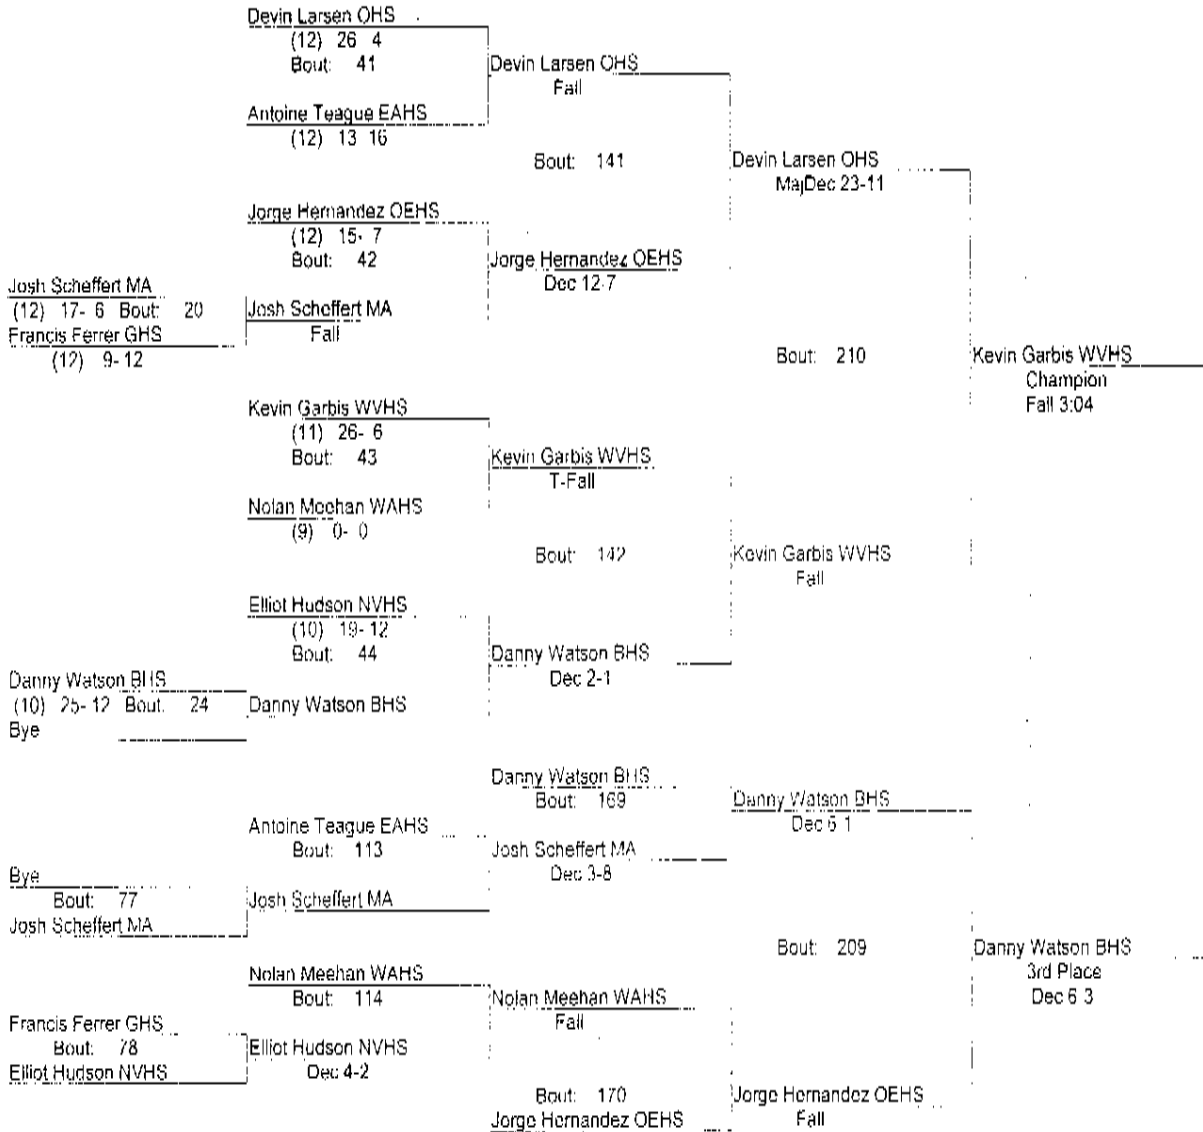 Devin Larsen OHS
(12) 26 4
Bout: 41
Devin Larsen OHS
Fall
Antoine Teague EAHS
(12) 13 16
Bout: 141
Devin Larsen OHS
MajDec 23-11
Jorge Hernandez OEHS
(12) 15- 7
Bout: 42
Jorge Hernandez OEHS
Dec 12-7
Josh Scheffert MA
(12) 17- 6 Bout: 20
Josh Scheffert MA
Fall
Francis Ferrer GHS
(12) 9-12
Bout: 210
Kevin Garbis WVHS
Champion
Fall 3:04
Kevin Garbis WVHS
(11) 26- 6
Bout: 43
Kevin Garbis WVHS
T-Fall
Nolan Meehan WAHS
(9) 0- 0
Bout: 142
Kevin Garbis WVHS
Fall
Elliot Hudson NVHS
(10) 19-12
Bout: 44
Danny Watson BHS
Dec 2-1
Danny Watson BHS
(10) 25-12 Bout: 24
Danny Watson BHS
Bye
Danny Watson BHS
Bout: 169
Danny Watson BHS
Dec 6 1
Antoine Teague EAHS
Bout: 113
Josh Scheffert MA
Dec 3-8
Bye
Bout: 77
Josh Scheffert MA
Josh Scheffert MA
Bout: 209
Danny Watson BHS
3rd Place
Dec 6 3
Nolan Meehan WAHS
Bout: 114
Nolan Meehan WAHS
Fall
Francis Ferrer GHS
Bout: 78
Elliot Hudson NVHS
Dec 4-2
Elliot Hudson NVHS
Bout: 170
Jorge Hernandez OEHS
Jorge Hernandez OEHS
Fall